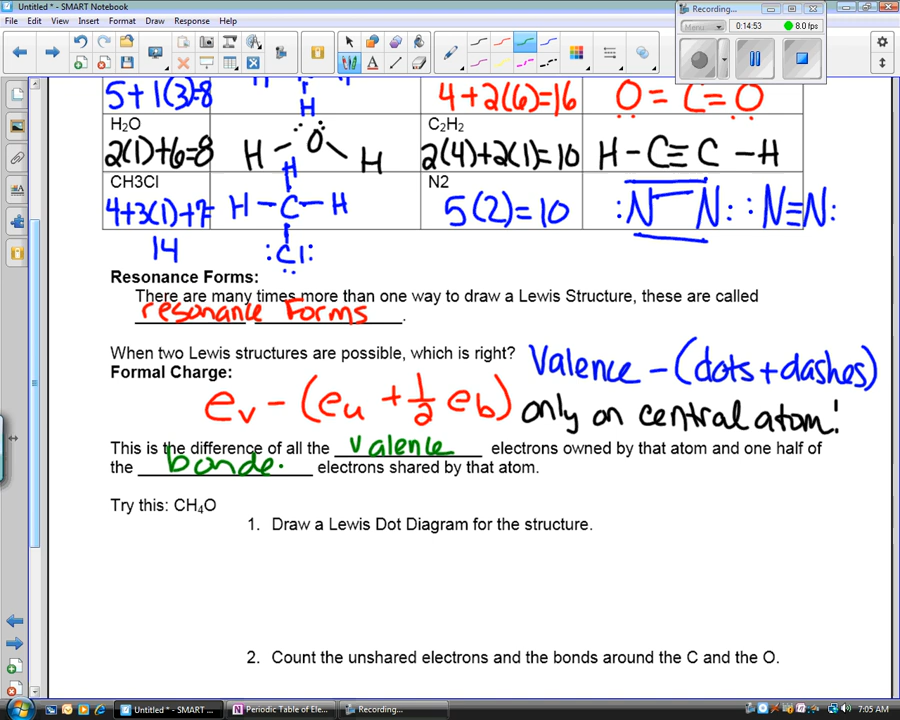 Untitled * - SMART Notebook
Recording...
File Edit View Insert Format Draw Response Help
Menu 0:14:53 8.0 fps
5+1(3)=8 H 4+2(6)=16 O=C=O
H2O C2H2
2(1)+6=8 H-O-H 2(4)+2(1)=10 H-C≡C-H
CH3Cl H N2
4+3(1)+7= H-C-H 5(2)=10 :N N: :N≡N:
14 :Cl:
Resonance Forms:
There are many times more than one way to draw a Lewis Structure, these are called
resonance Forms.
When two Lewis structures are possible, which is right? Valence - (dots+dashes)
Formal Charge:
ev - (eu + 1/2 eb) only on central atom!
This is the difference of all the valence electrons owned by that atom and one half of
the bonde. electrons shared by that atom.
Try this: CH4O
1. Draw a Lewis Dot Diagram for the structure.
2. Count the unshared electrons and the bonds around the C and the O.
Untitled * - SMART ... Periodic Table of Ele... Recording... 7:05 AM